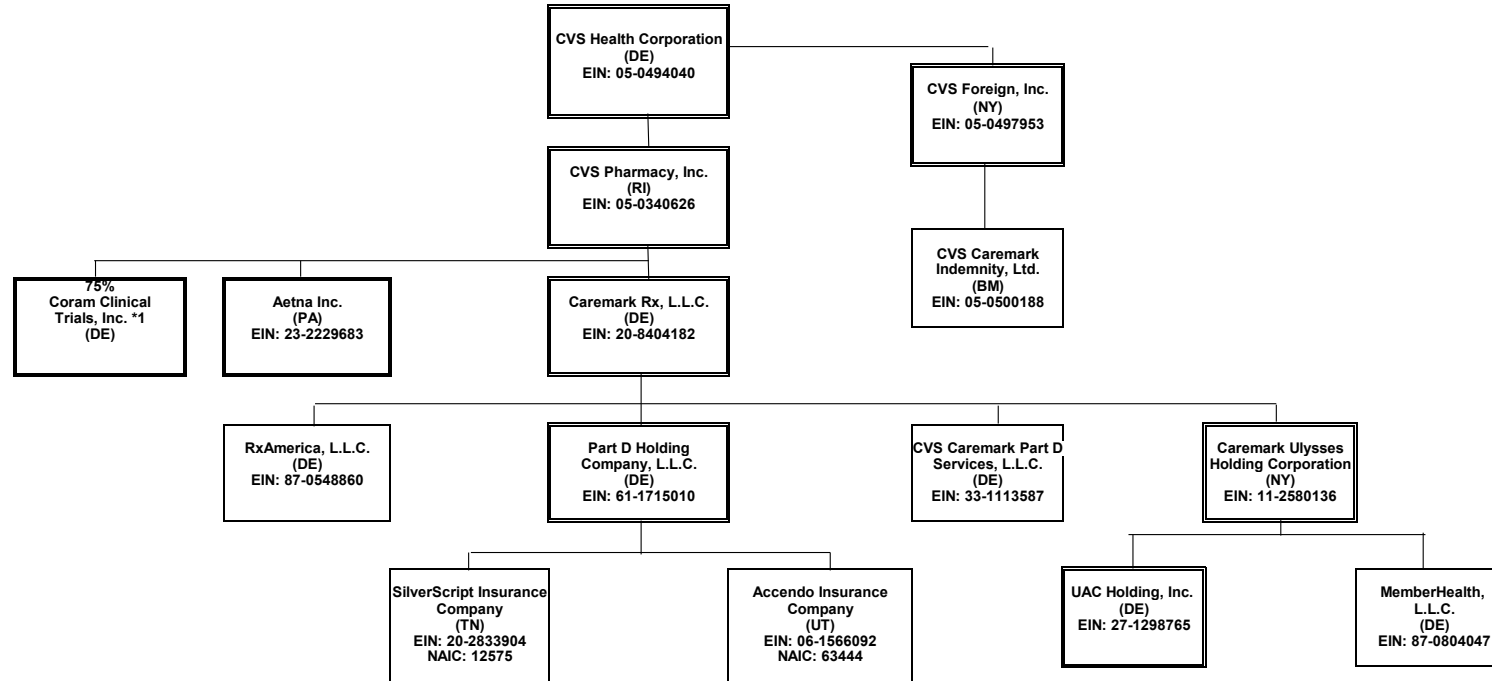 CVS Health Corporation
(DE)
EIN: 05-0494040
CVS Foreign, Inc.
(NY)
EIN: 05-0497953
CVS Pharmacy, Inc.
(RI)
EIN: 05-0340626
CVS Caremark
Indemnity, Ltd.
(BM)
EIN: 05-0500188
75%
Coram Clinical
Trials, Inc. *1
(DE)
Aetna Inc.
(PA)
EIN: 23-2229683
Caremark Rx, L.L.C.
(DE)
EIN: 20-8404182
RxAmerica, L.L.C.
(DE)
EIN: 87-0548860
Part D Holding
Company, L.L.C.
(DE)
EIN: 61-1715010
CVS Caremark Part D
Services, L.L.C.
(DE)
EIN: 33-1113587
Caremark Ulysses
Holding Corporation
(NY)
EIN: 11-2580136
SilverScript Insurance
Company
(TN)
EIN: 20-2833904
NAIC: 12575
Accendo Insurance
Company
(UT)
EIN: 06-1566092
NAIC: 63444
UAC Holding, Inc.
(DE)
EIN: 27-1298765
MemberHealth,
L.L.C.
(DE)
EIN: 87-0804047